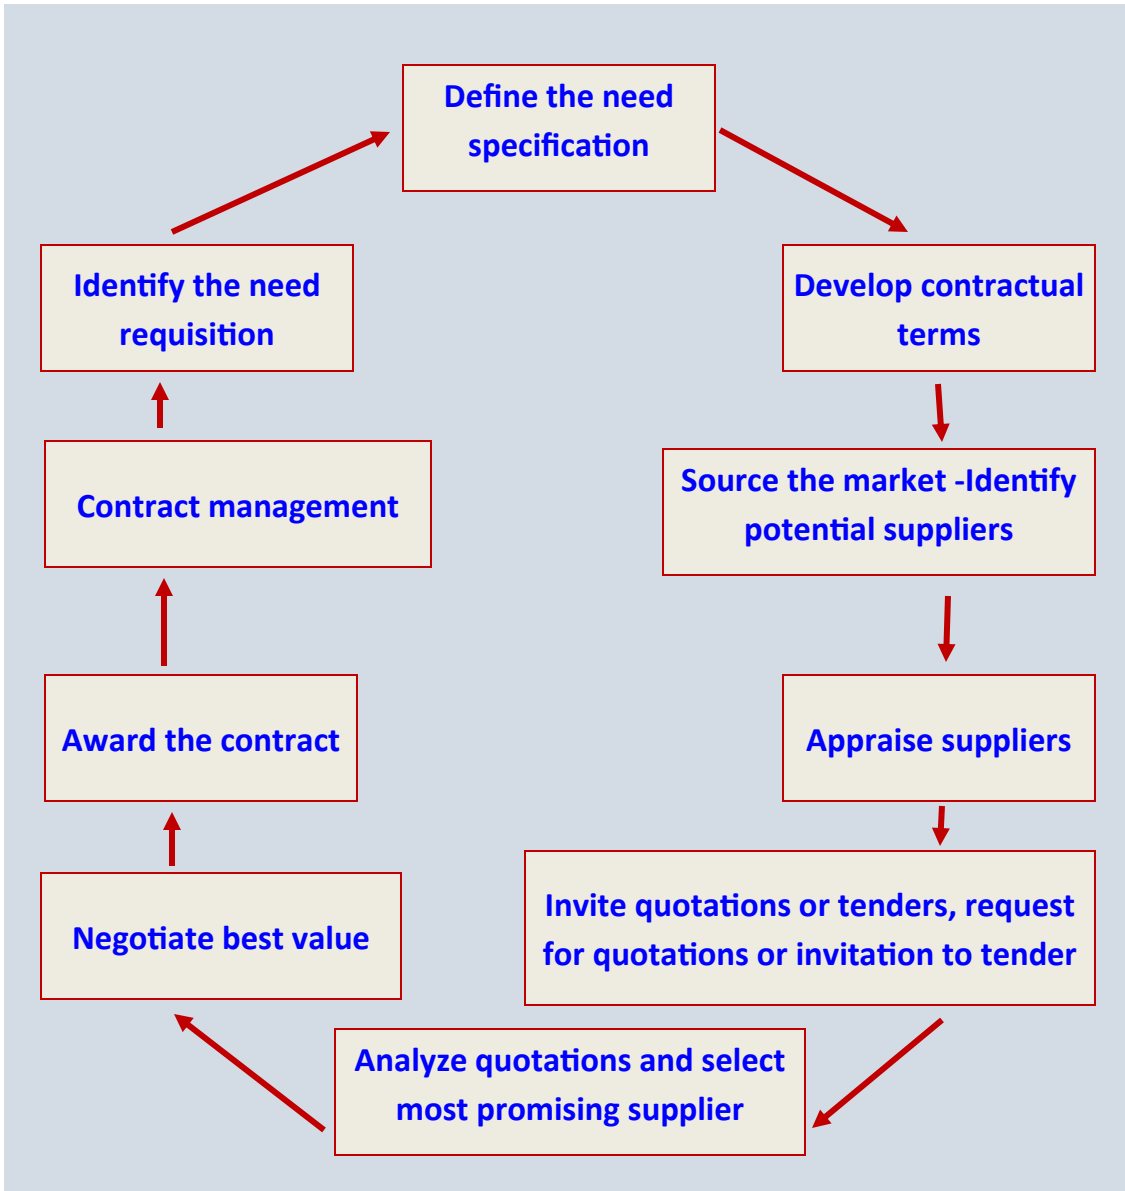 Define the need
specification
Identify the need
requisition
Develop contractual
terms
Contract management
Source the market -Identify
potential suppliers
Award the contract
Appraise suppliers
Negotiate best value
Invite quotations or tenders, request
for quotations or invitation to tender
Analyze quotations and select
most promising supplier